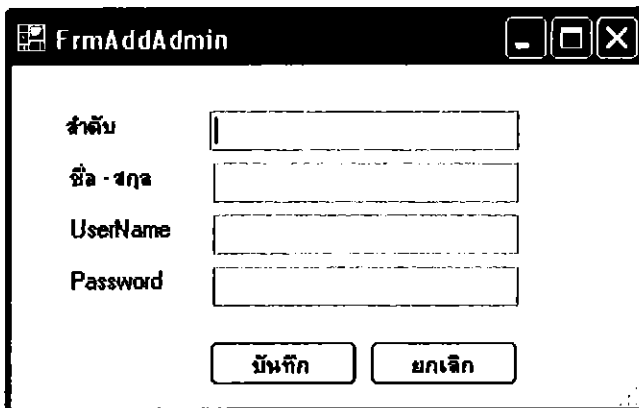 FrmAddAdmin
ลำดับ
ชื่อ - สกุล
UserName
Password
บันทึก ยกเลิก